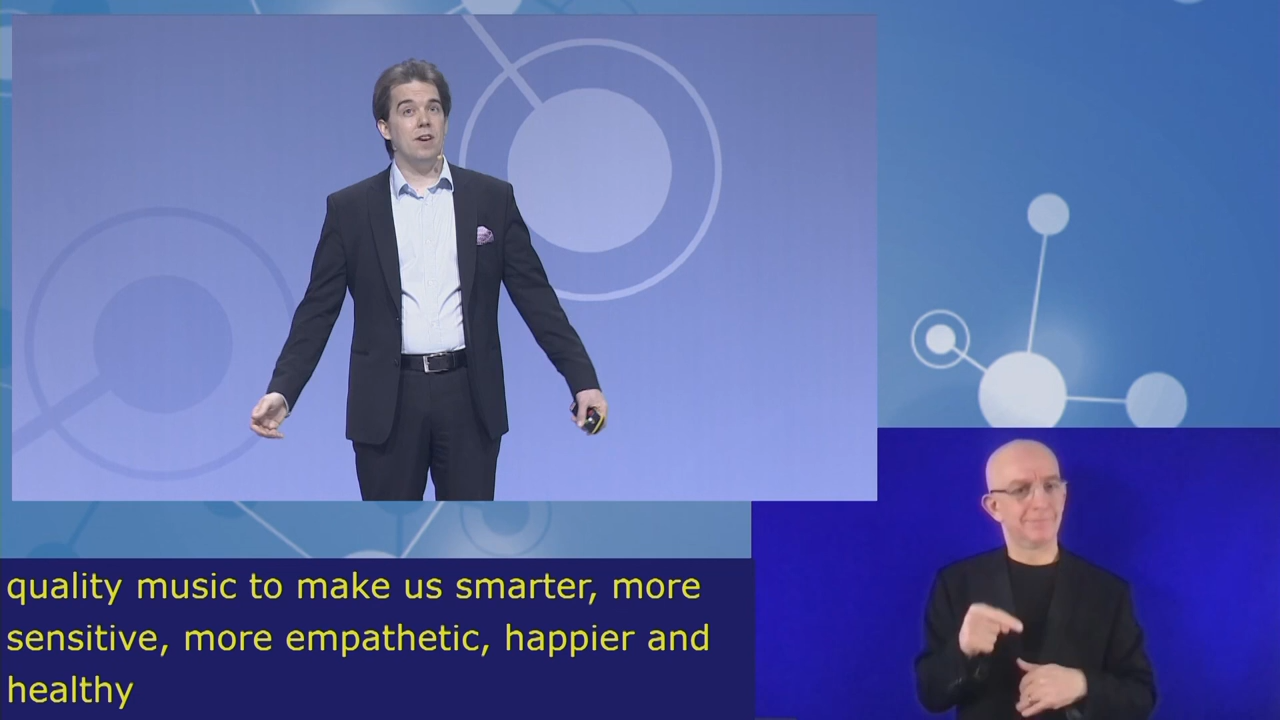 quality music to make us smarter, more
sensitive, more empathetic, happier and
healthy